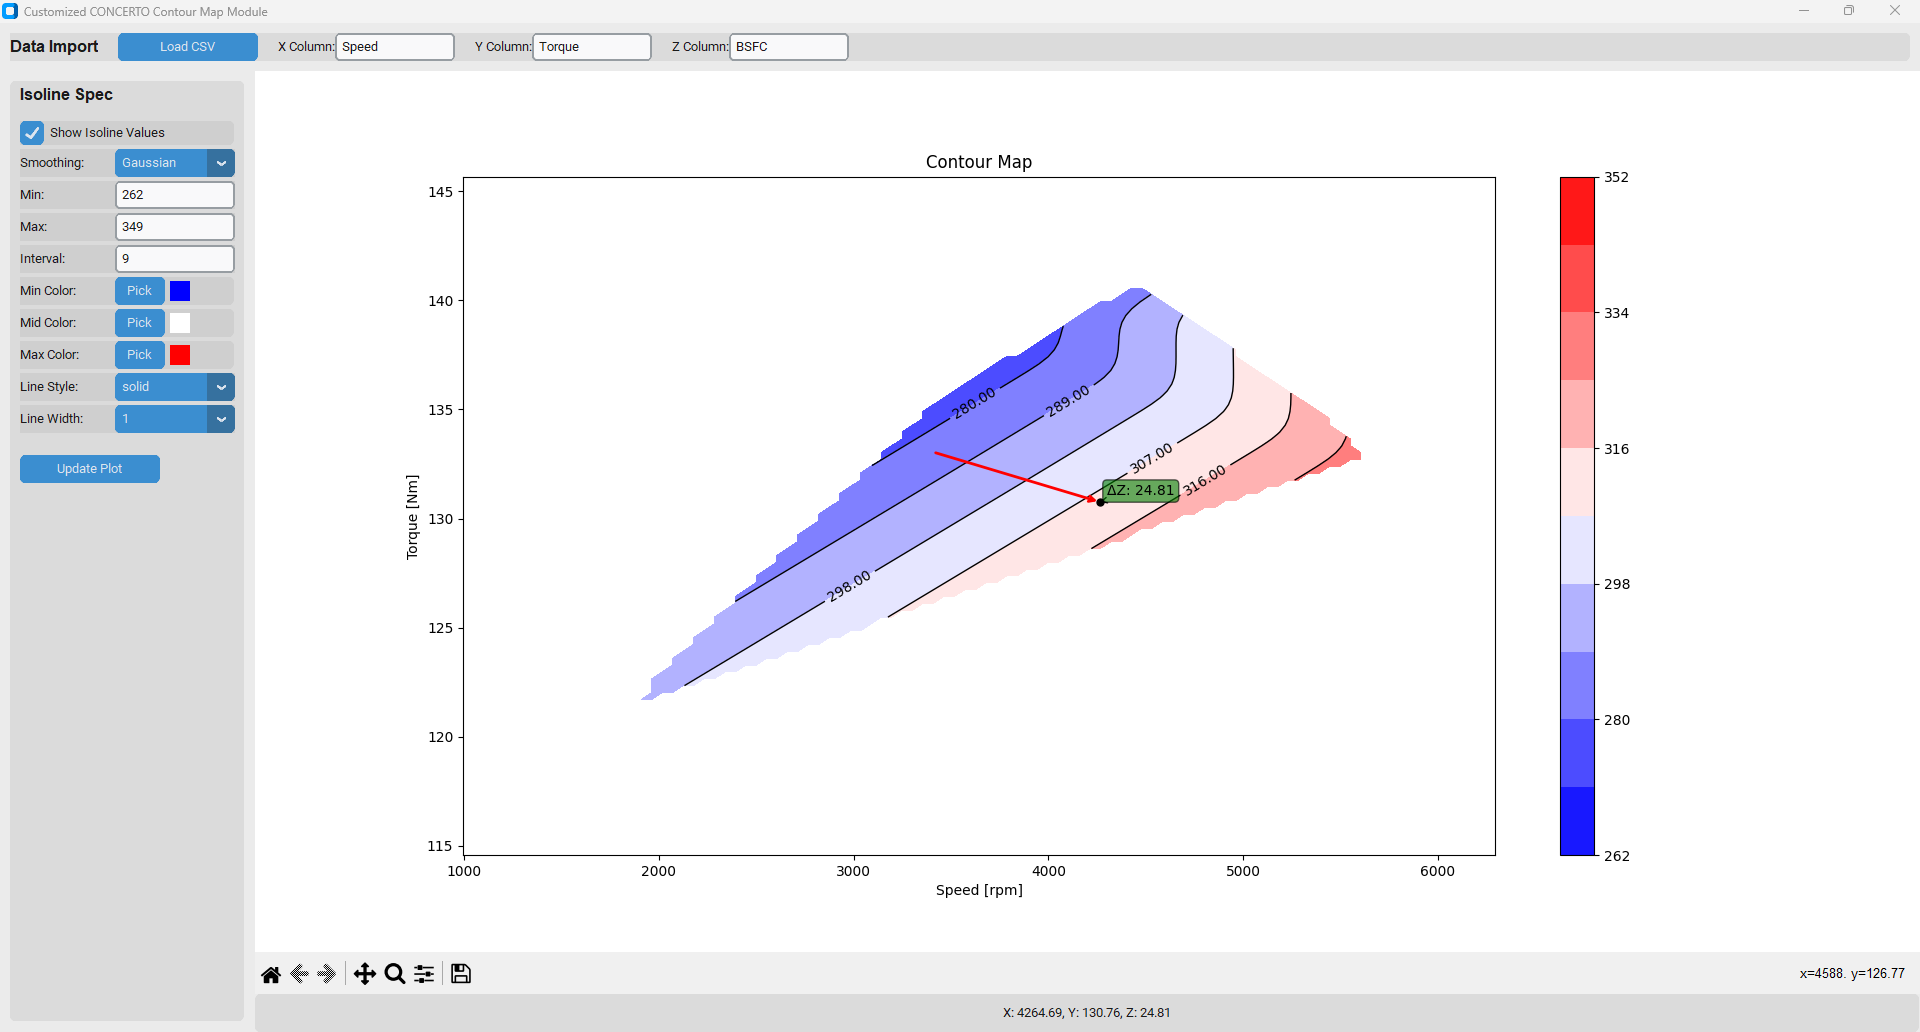 Customized CONCERTO Contour Map Module
Data Import
Load CSV
X Column:
Speed
Y Column:
Torque
Z Column:
BSFC
Isoline Spec
Show Isoline Values
Smoothing:
Gaussian
Min:
262
Max:
349
Interval:
9
Min Color:
Pick
Mid Color:
Pick
Max Color:
Pick
Line Style:
solid
Line Width:
1
Update Plot
Contour Map
145
140
135
130
125
120
115
Torque [Nm]
1000
2000
3000
4000
5000
6000
Speed [rpm]
280.00
289.00
298.00
307.00
316.00
ΔZ: 24.81
352
334
316
298
280
262
x=4588. y=126.77
X: 4264.69, Y: 130.76, Z: 24.81